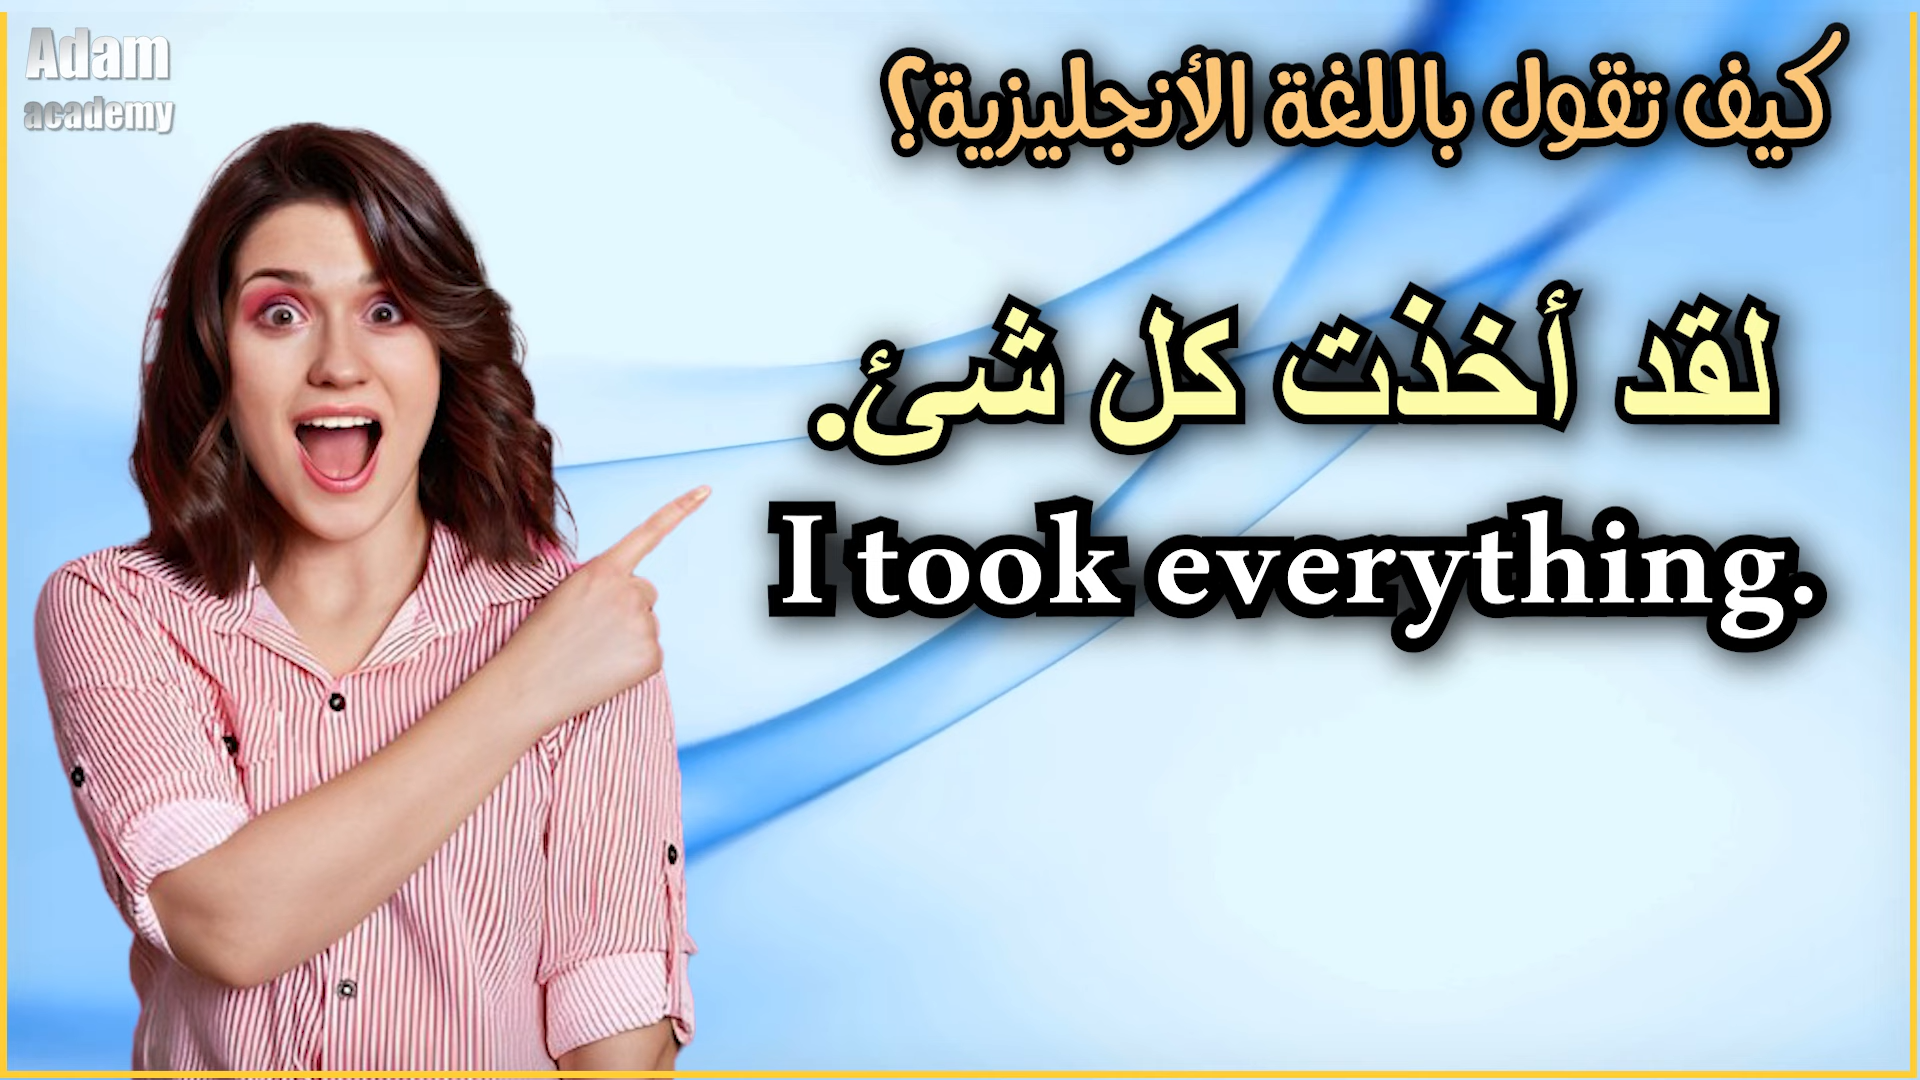 Adam
academy
كيف تقول باللغة الأنجليزية؟
لقد أخذت كل شئ.
I took everything.